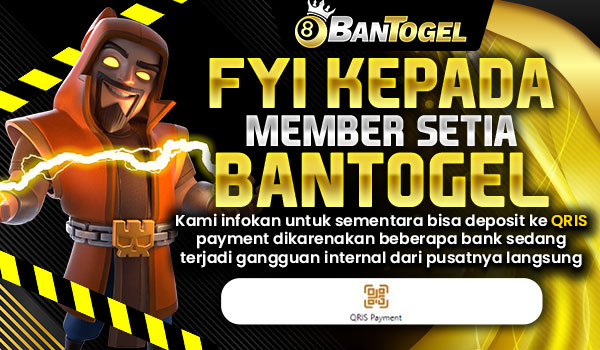 8 BANTOGEL
FYI KEPADA
MEMBER SETIA
BANTOGEL
Kami infokan untuk sementara bisa deposit ke QRIS
payment dikarenakan beberapa bank sedang
terjadi gangguan internal dari pusatnya langsung
QRIS Payment